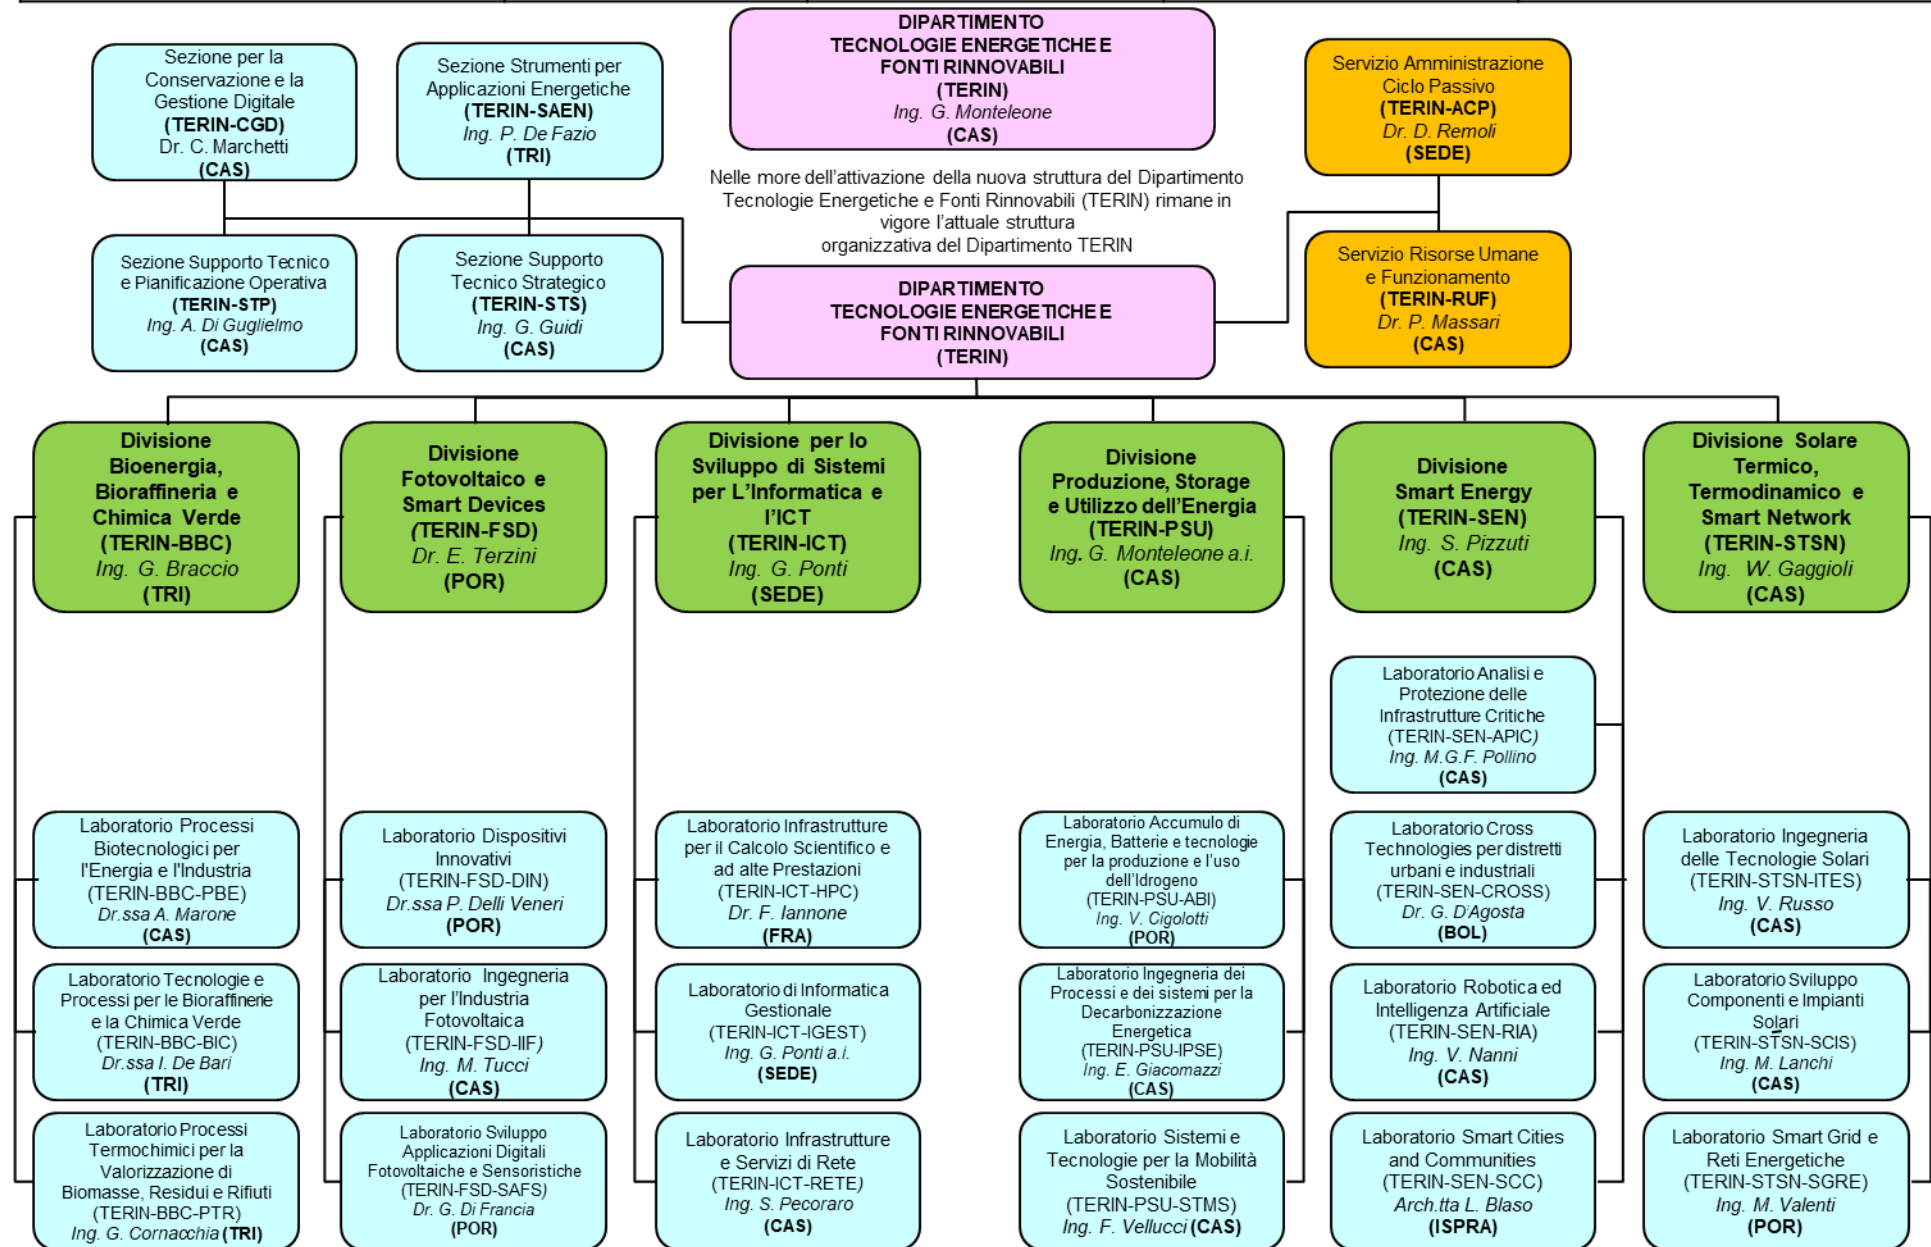 DIPARTIMENTO
TECNOLOGIE ENERGETICHE E
FONTI RINNOVABILI
(TERIN)
Ing. G. Monteleone
(CAS)
Sezione per la
Conservazione e la
Gestione Digitale
(TERIN-CGD)
Dr. C. Marchetti
(CAS)
Sezione Strumenti per
Applicazioni Energetiche
(TERIN-SAEN)
Ing. P. De Fazio
(TRI)
Servizio Amministrazione
Ciclo Passivo
(TERIN-ACP)
Dr. D. Remoli
(SEDE)
Nelle more dell'attivazione della nuova struttura del Dipartimento
Tecnologie Energetiche e Fonti Rinnovabili (TERIN) rimane in
vigore l'attuale struttura
organizzativa del Dipartimento TERIN
Sezione Supporto Tecnico
e Pianificazione Operativa
(TERIN-STP)
Ing. A. Di Guglielmo
(CAS)
Sezione Supporto
Tecnico Strategico
(TERIN-STS)
Ing. G. Guidi
(CAS)
DIPARTIMENTO
TECNOLOGIE ENERGETICHE E
FONTI RINNOVABILI
(TERIN)
Servizio Risorse Umane
e Funzionamento
(TERIN-RUF)
Dr. P. Massari
(CAS)
Divisione
Bioenergia,
Bioraffineria e
Chimica Verde
(TERIN-BBC)
Ing. G. Braccio
(TRI)
Divisione
Fotovoltaico e
Smart Devices
(TERIN-FSD)
Dr. E. Terzini
(POR)
Divisione per lo
Sviluppo di Sistemi
per L'Informatica e
l'ICT
(TERIN-ICT)
Ing. G. Ponti
(SEDE)
Divisione
Produzione, Storage
e Utilizzo dell'Energia
(TERIN-PSU)
Ing. G. Monteleone a.i.
(CAS)
Divisione
Smart Energy
(TERIN-SEN)
Ing. S. Pizzuti
(CAS)
Divisione Solare
Termico,
Termodinamico e
Smart Network
(TERIN-STSN)
Ing. W. Gaggioli
(CAS)
Laboratorio Analisi e
Protezione delle
Infrastrutture Critiche
(TERIN-SEN-APIC)
Ing. M.G.F. Pollino
(CAS)
Laboratorio Processi
Biotecnologici per
l'Energia e l'Industria
(TERIN-BBC-PBE)
Dr.ssa A. Marone
(CAS)
Laboratorio Dispositivi
Innovativi
(TERIN-FSD-DIN)
Dr.ssa P. Delli Veneri
(POR)
Laboratorio Infrastrutture
per il Calcolo Scientifico e
ad alte Prestazioni
(TERIN-ICT-HPC)
Dr. F. Iannone
(FRA)
Laboratorio Accumulo di
Energia, Batterie e tecnologie
per la produzione e l'uso
dell'Idrogeno
(TERIN-PSU-ABI)
Ing. V. Cigolotti
(POR)
Laboratorio Cross
Technologies per distretti
urbani e industriali
(TERIN-SEN-CROSS)
Dr. G. D'Agosta
(BOL)
Laboratorio Ingegneria
delle Tecnologie Solari
(TERIN-STSN-ITES)
Ing. V. Russo
(CAS)
Laboratorio Tecnologie e
Processi per le Bioraffinerie
e la Chimica Verde
(TERIN-BBC-BIC)
Dr.ssa I. De Bari
(TRI)
Laboratorio Ingegneria
per l'Industria
Fotovoltaica
(TERIN-FSD-IIF)
Ing. M. Tucci
(CAS)
Laboratorio di Informatica
Gestionale
(TERIN-ICT-IGEST)
Ing. G. Ponti a.i.
(SEDE)
Laboratorio Ingegneria dei
Processi e dei sistemi per la
Decarbonizzazione
Energetica
(TERIN-PSU-IPSE)
Ing. E. Giacomazzi
(CAS)
Laboratorio Robotica ed
Intelligenza Artificiale
(TERIN-SEN-RIA)
Ing. V. Nanni
(CAS)
Laboratorio Sviluppo
Componenti e Impianti
Solari
(TERIN-STSN-SCIS)
Ing. M. Lanchi
(CAS)
Laboratorio Processi
Termochimici per la
Valorizzazione di
Biomasse, Residui e Rifiuti
(TERIN-BBC-PTR)
Ing. G. Cornacchia (TRI)
Laboratorio Sviluppo
Applicazioni Digitali
Fotovoltaiche e Sensoristiche
(TERIN-FSD-SAFS)
Dr. G. Di Francia
(POR)
Laboratorio Infrastrutture
e Servizi di Rete
(TERIN-ICT-RETE)
Ing. S. Pecoraro
(CAS)
Laboratorio Sistemi e
Tecnologie per la Mobilità
Sostenibile
(TERIN-PSU-STMS)
Ing. F. Vellucci (CAS)
Laboratorio Smart Cities
and Communities
(TERIN-SEN-SCC)
Arch.tta L. Blaso
(ISPRA)
Laboratorio Smart Grid e
Reti Energetiche
(TERIN-STSN-SGRE)
Ing. M. Valenti
(POR)